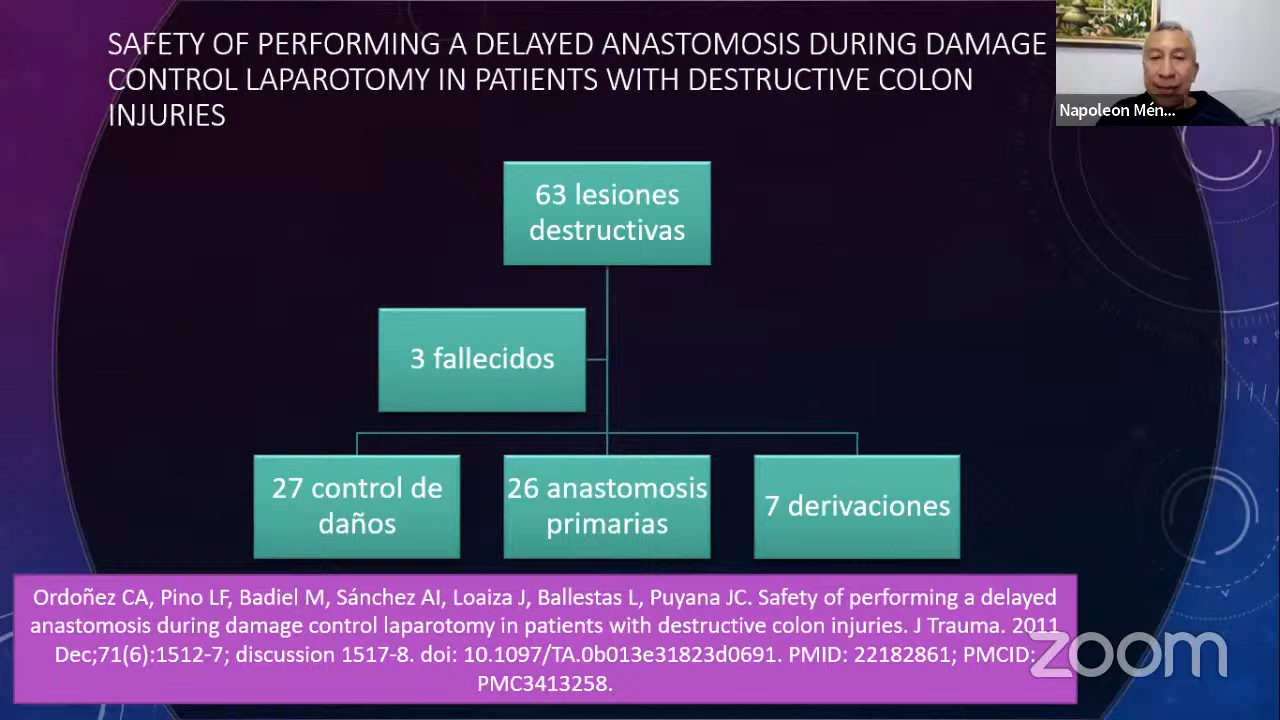 SAFETY OF PERFORMING A DELAYED ANASTOMOSIS DURING DAMAGE
CONTROL LAPAROTOMY IN PATIENTS WITH DESTRUCTIVE COLON
INJURIES
Napoleon Mén...
63 lesiones
destructivas
3 fallecidos
27 control de
daños
26 anastomosis
primarias
7 derivaciones
Ordoñez CA, Pino LF, Badiel M, Sánchez AI, Loaiza J, Ballestas L, Puyana JC. Safety of performing a delayed
anastomosis during damage control laparotomy in patients with destructive colon injuries. J Trauma. 2011
Dec;71(6):1512-7; discussion 1517-8. doi: 10.1097/TA.0b013e31823d0691. PMID: 22182861; PMCID:
PMC3413258.
zoom